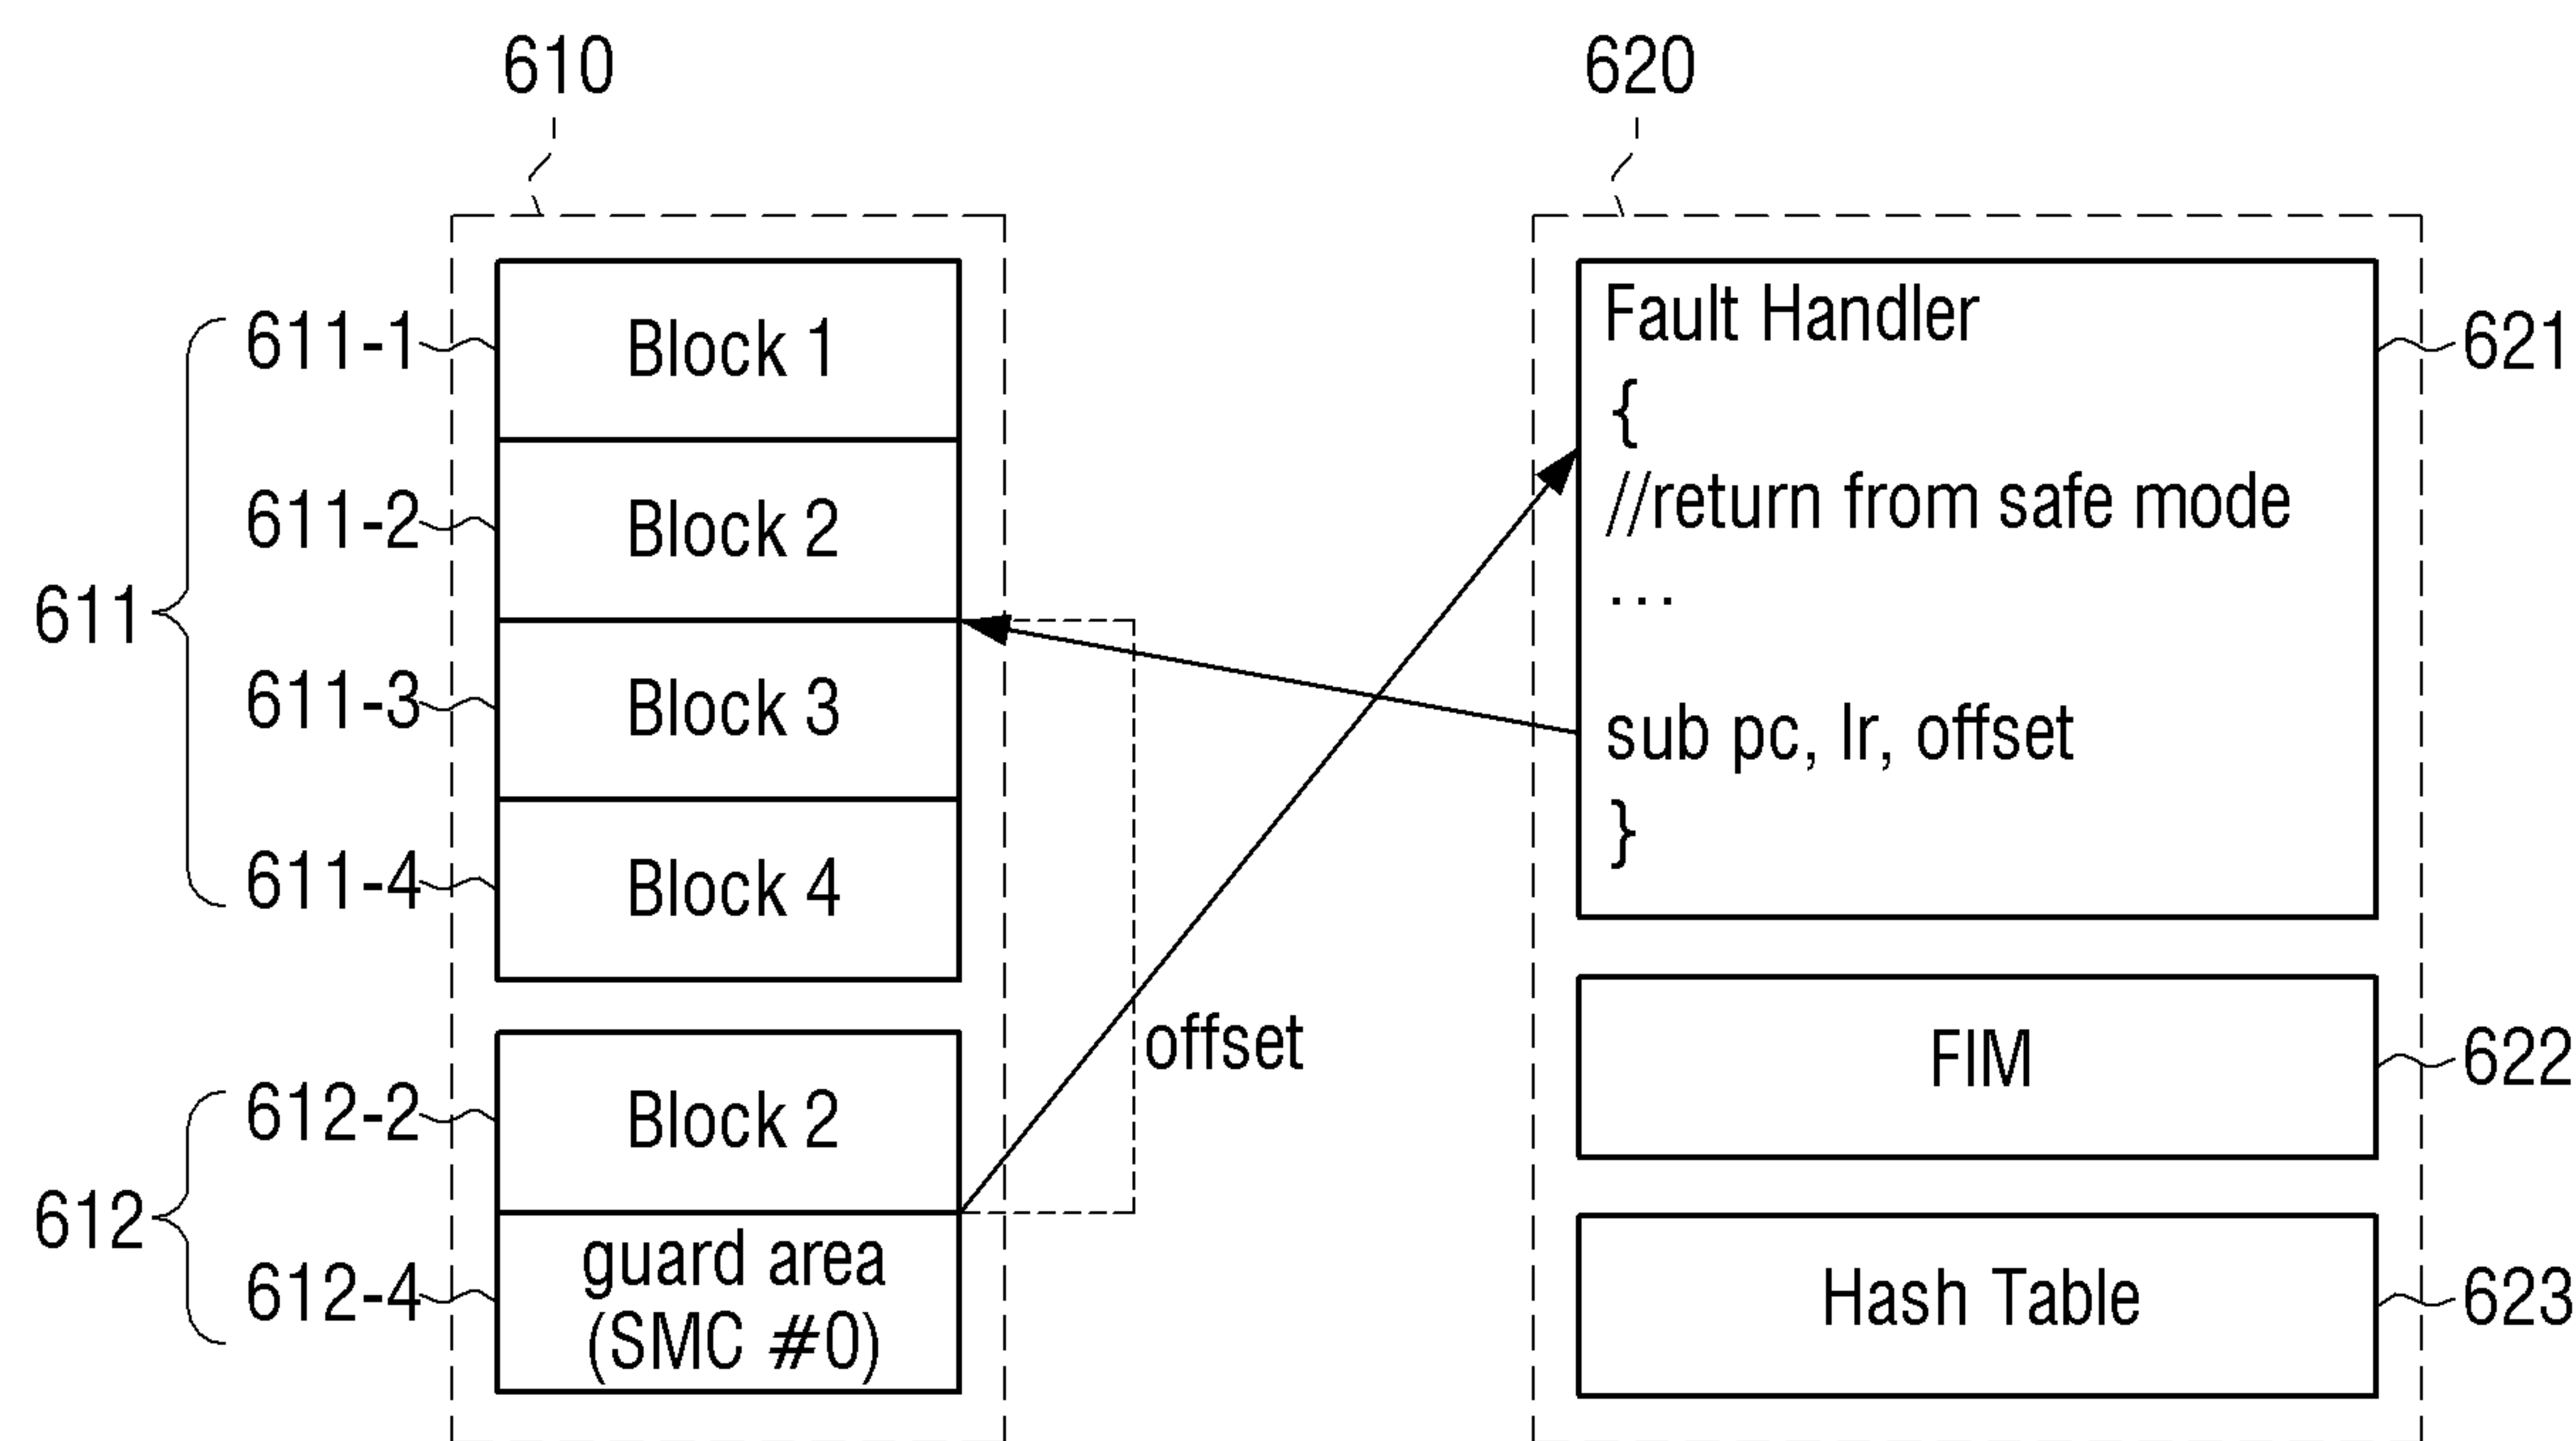 610
620
611
611-1
Block 1
611-2
Block 2
611-3
Block 3
611-4
Block 4
612
612-2
Block 2
612-4
guard area
(SMC #0)
offset
Fault Handler
{
//return from safe mode
...
sub pc, lr, offset
}
621
FIM
622
Hash Table
623